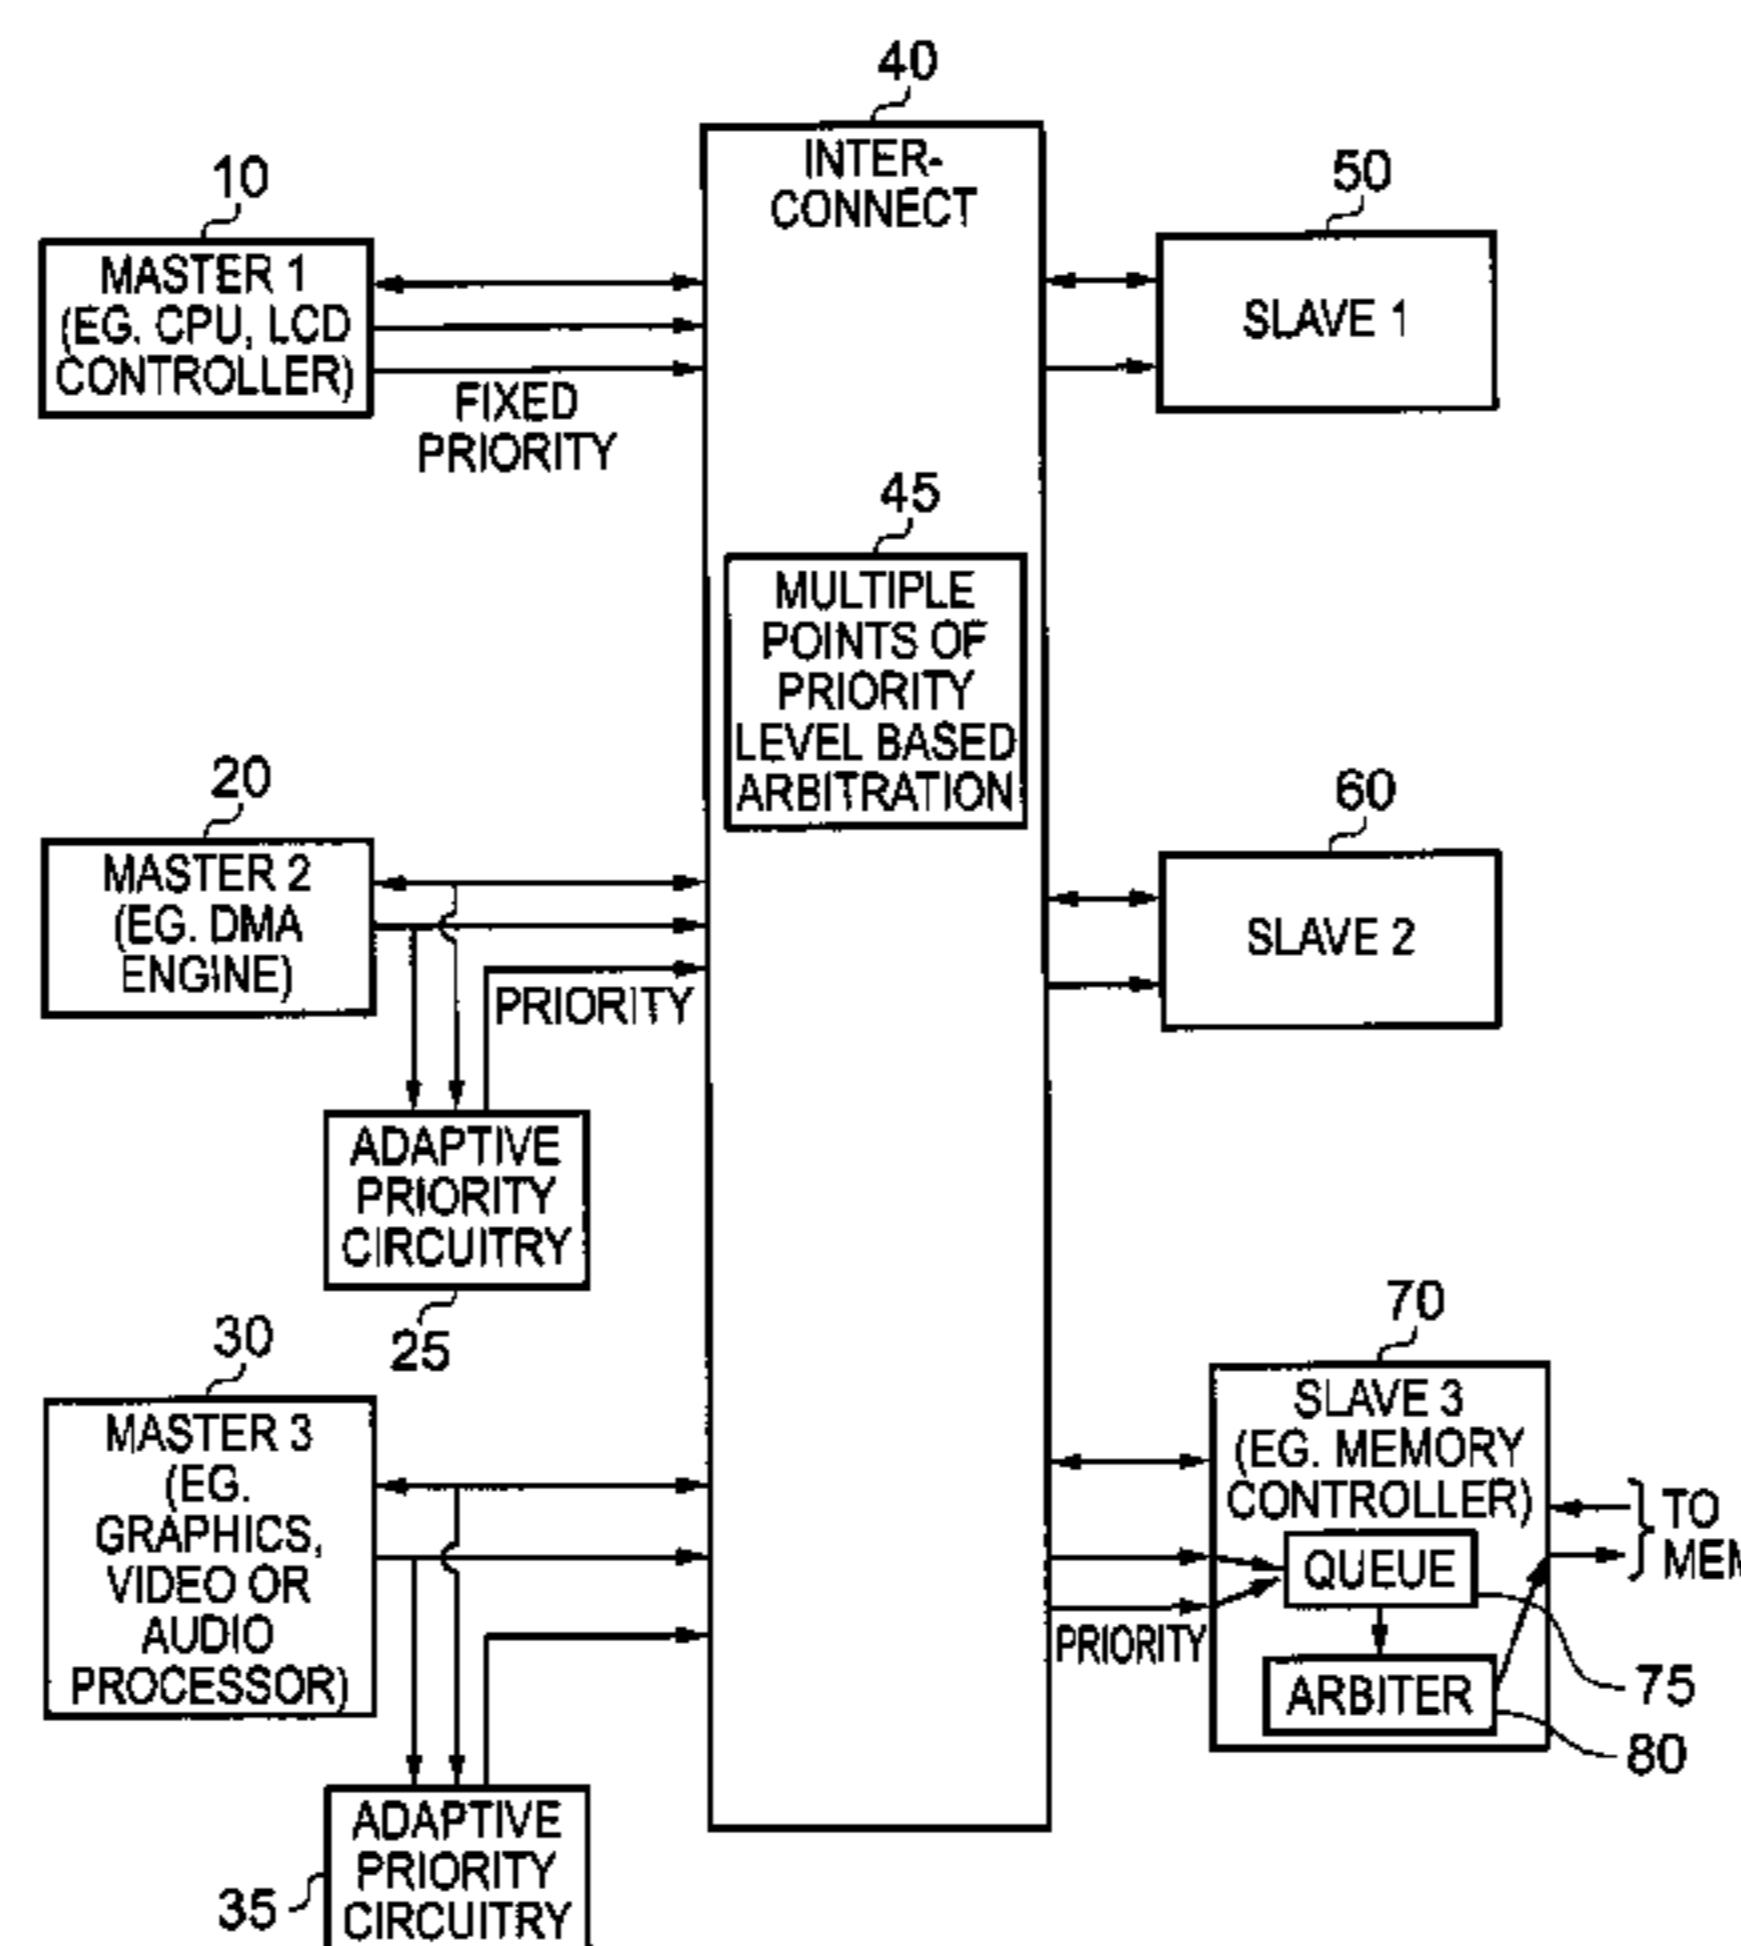 40
INTER-
CONNECT
10
MASTER 1
(EG. CPU, LCD
CONTROLLER)
FIXED
PRIORITY
50
SLAVE 1
45
MULTIPLE
POINTS OF
PRIORITY
LEVEL BASED
ARBITRATION
20
MASTER 2
(EG. DMA
ENGINE)
PRIORITY
60
SLAVE 2
ADAPTIVE
PRIORITY
CIRCUITRY
25
30
MASTER 3
(EG.
GRAPHICS,
VIDEO OR
AUDIO
PROCESSOR)
70
SLAVE 3
(EG. MEMORY
CONTROLLER)
QUEUE
ARBITER
PRIORITY
TO
75
80
ADAPTIVE
PRIORITY
CIRCUITRY
35